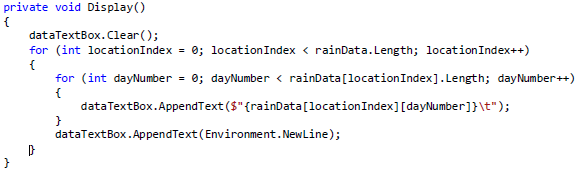 private void Display()
{
    dataTextBox.Clear();
    for (int locationIndex = 0; locationIndex < rainData.Length; locationIndex++)
    {
        for (int dayNumber = 0; dayNumber < rainData[locationIndex].Length; dayNumber++)
        {
            dataTextBox.AppendText($"{rainData[locationIndex][dayNumber]}\t");
        }
        dataTextBox.AppendText(Environment.NewLine);
    }
}